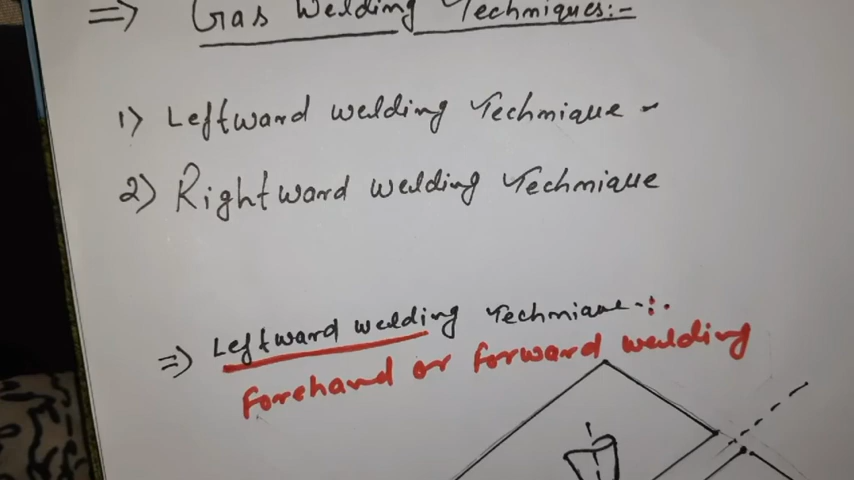 => Gas Welding Techniques:-
1) Leftward welding Technique -
2) Rightward welding Technique
=> Leftward welding Technique -:.
Forehand or forward welding